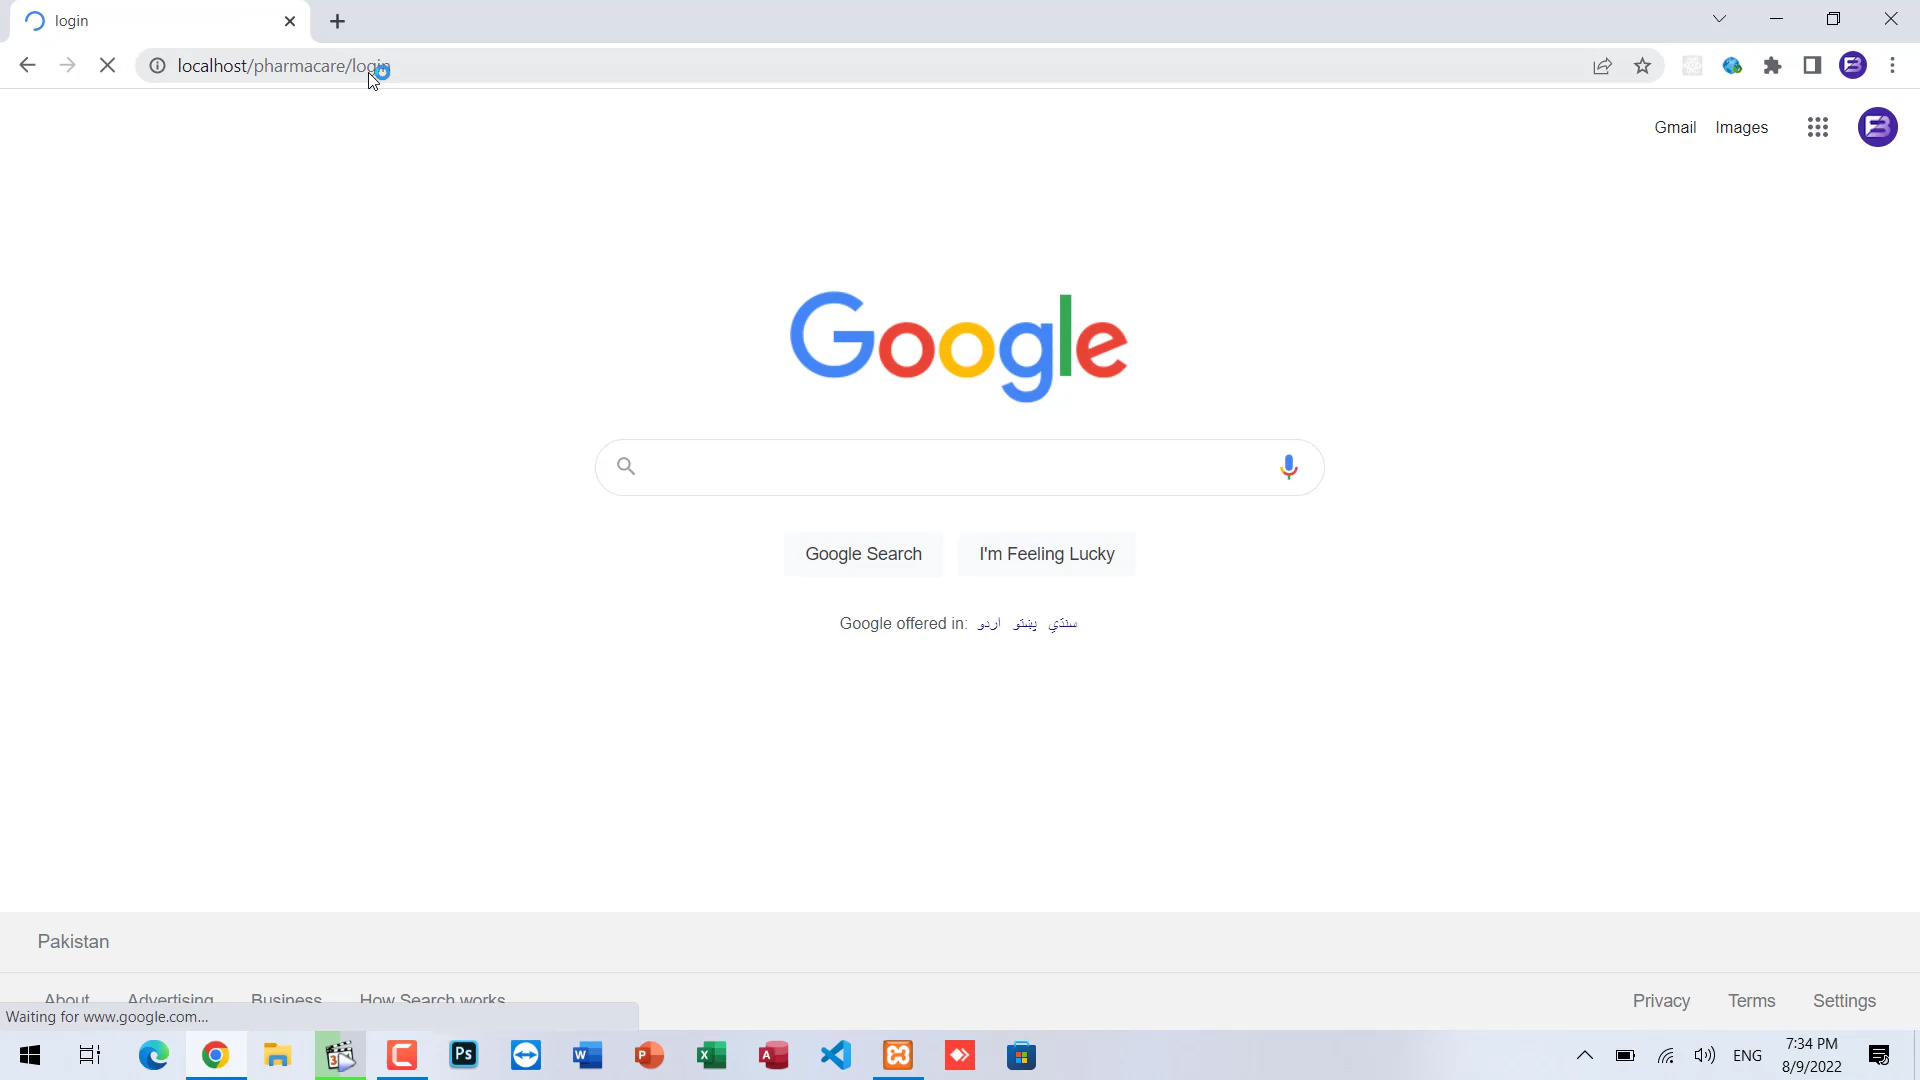 login
localhost/pharmacare/login
Gmail Images
Google
Google Search I'm Feeling Lucky
Google offered in: اردو پښتو سنڌي
Pakistan
About Advertising Business How Search works Privacy Terms Settings
Waiting for www.google.com...
ENG
7:34 PM
8/9/2022